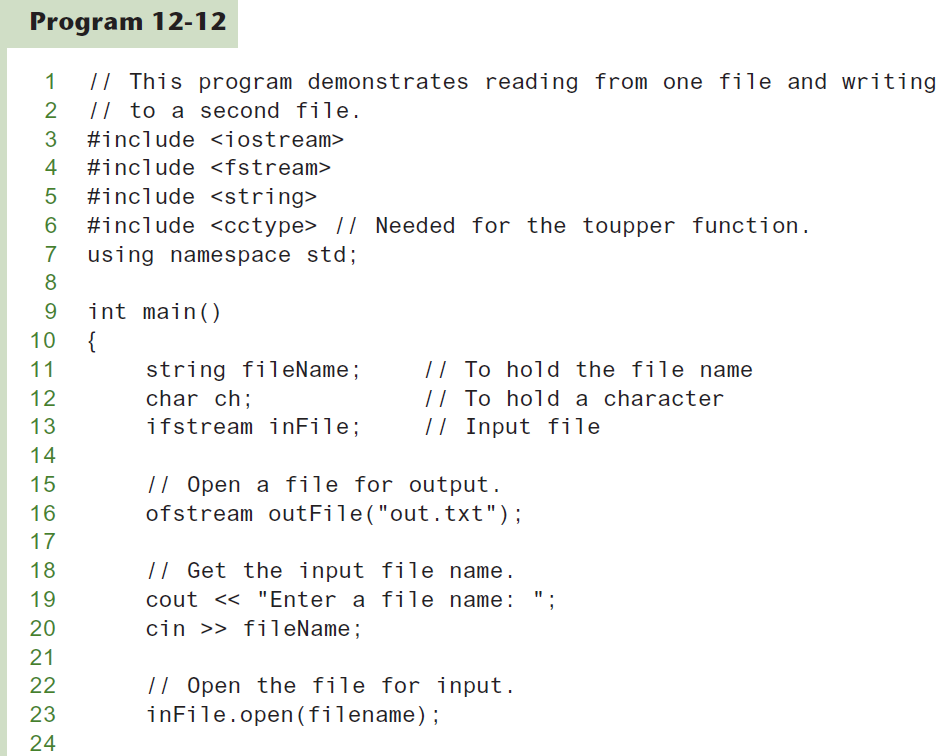 Program 12-12
1 // This program demonstrates reading from one file and writing
2 // to a second file.
3 #include <iostream>
4 #include <fstream>
5 #include <string>
6 #include <cctype> // Needed for the toupper function.
7 using namespace std;
8
9 int main()
10 {
11     string fileName;    // To hold the file name
12     char ch;            // To hold a character
13     ifstream inFile;    // Input file
14
15     // Open a file for output.
16     ofstream outFile("out.txt");
17
18     // Get the input file name.
19     cout << "Enter a file name: ";
20     cin >> fileName;
21
22     // Open the file for input.
23     inFile.open(filename);
24